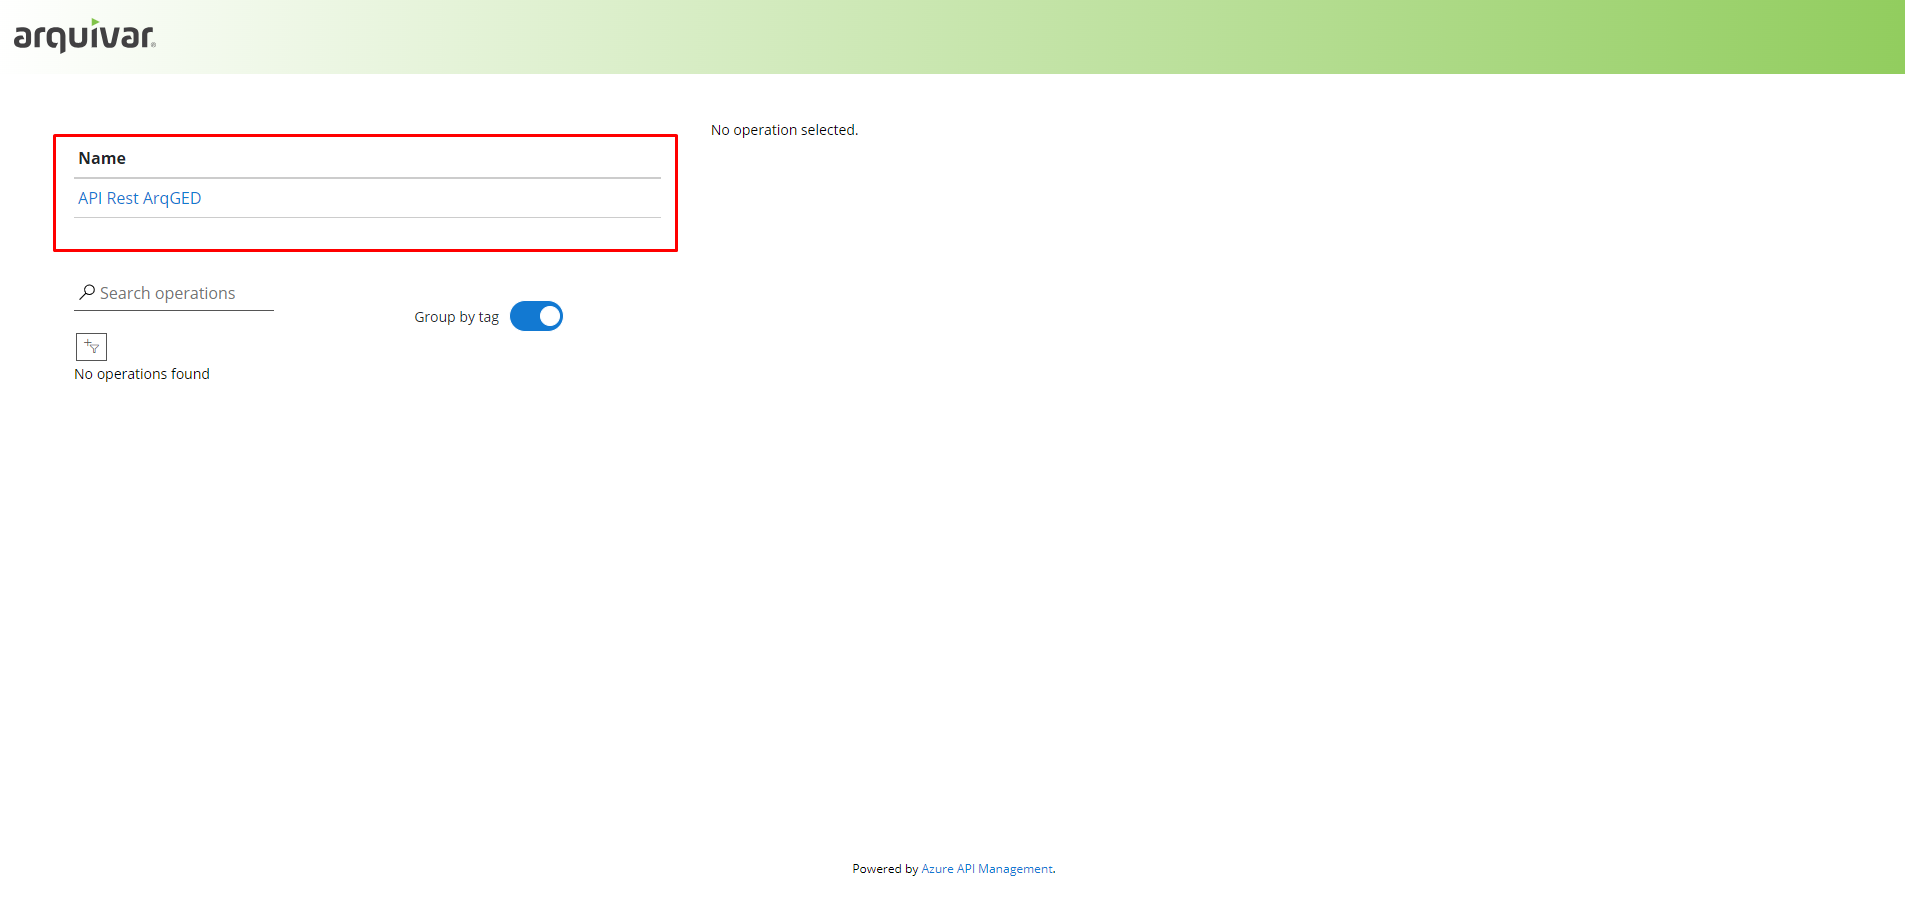 arquivar®
Name
API Rest ArqGED
Search operations
Group by tag
No operations found
No operation selected.
Powered by Azure API Management.